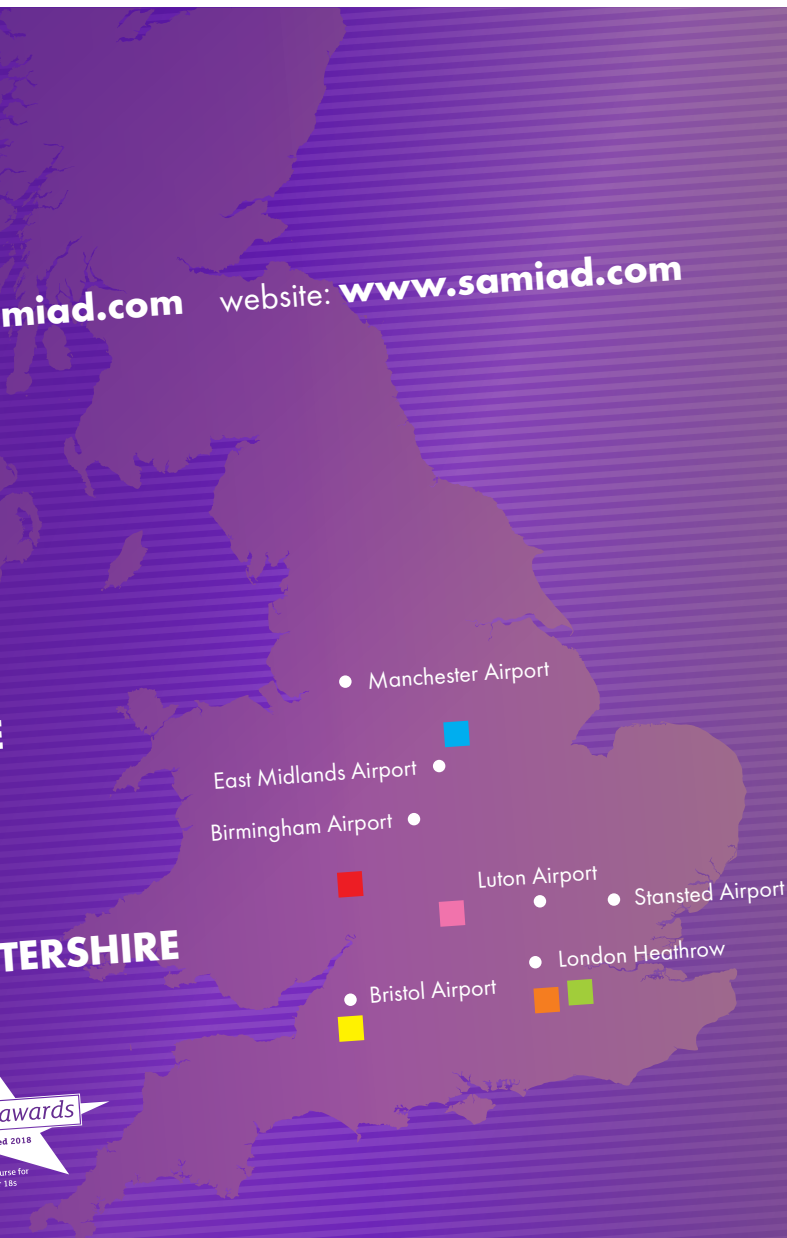 miad.com website: www.samiad.com
Manchester Airport
East Midlands Airport
Birmingham Airport
Luton Airport
Stansted Airport
TERSHIRE
London Heathrow
Bristol Airport
awards
ed 2018
urse for
18s